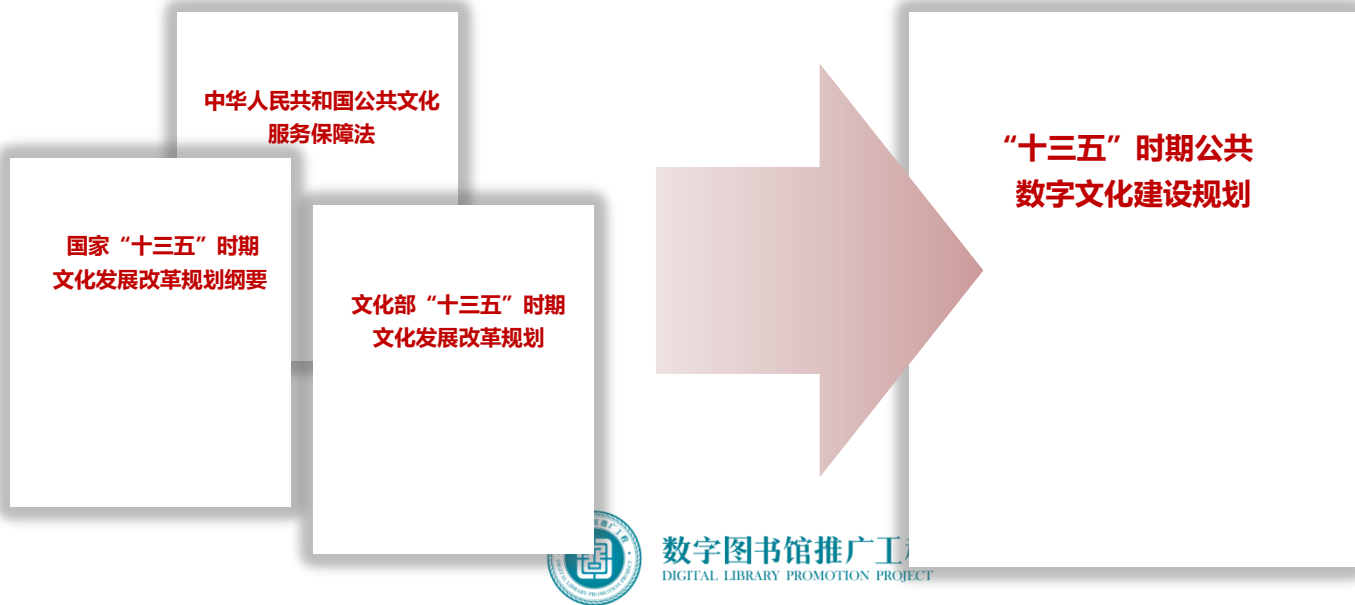 中华人民共和国公共文化
服务保障法
国家“十三五”时期
文化发展改革规划纲要
文化部“十三五”时期
文化发展改革规划
“十三五”时期公共
数字文化建设规划
数字图书馆推广工
DIGITAL LIBRARY PROMOTION PROJECT